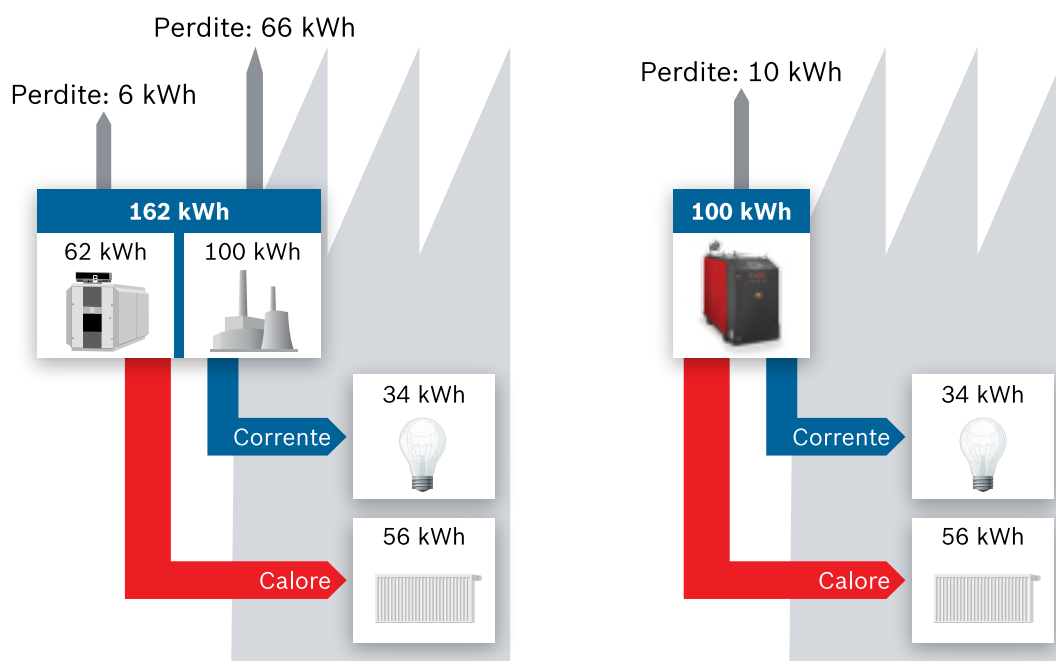 Perdite: 66 kWh
Perdite: 6 kWh
162 kWh
62 kWh
100 kWh
34 kWh
Corrente
56 kWh
Calore
Perdite: 10 kWh
100 kWh
34 kWh
Corrente
56 kWh
Calore